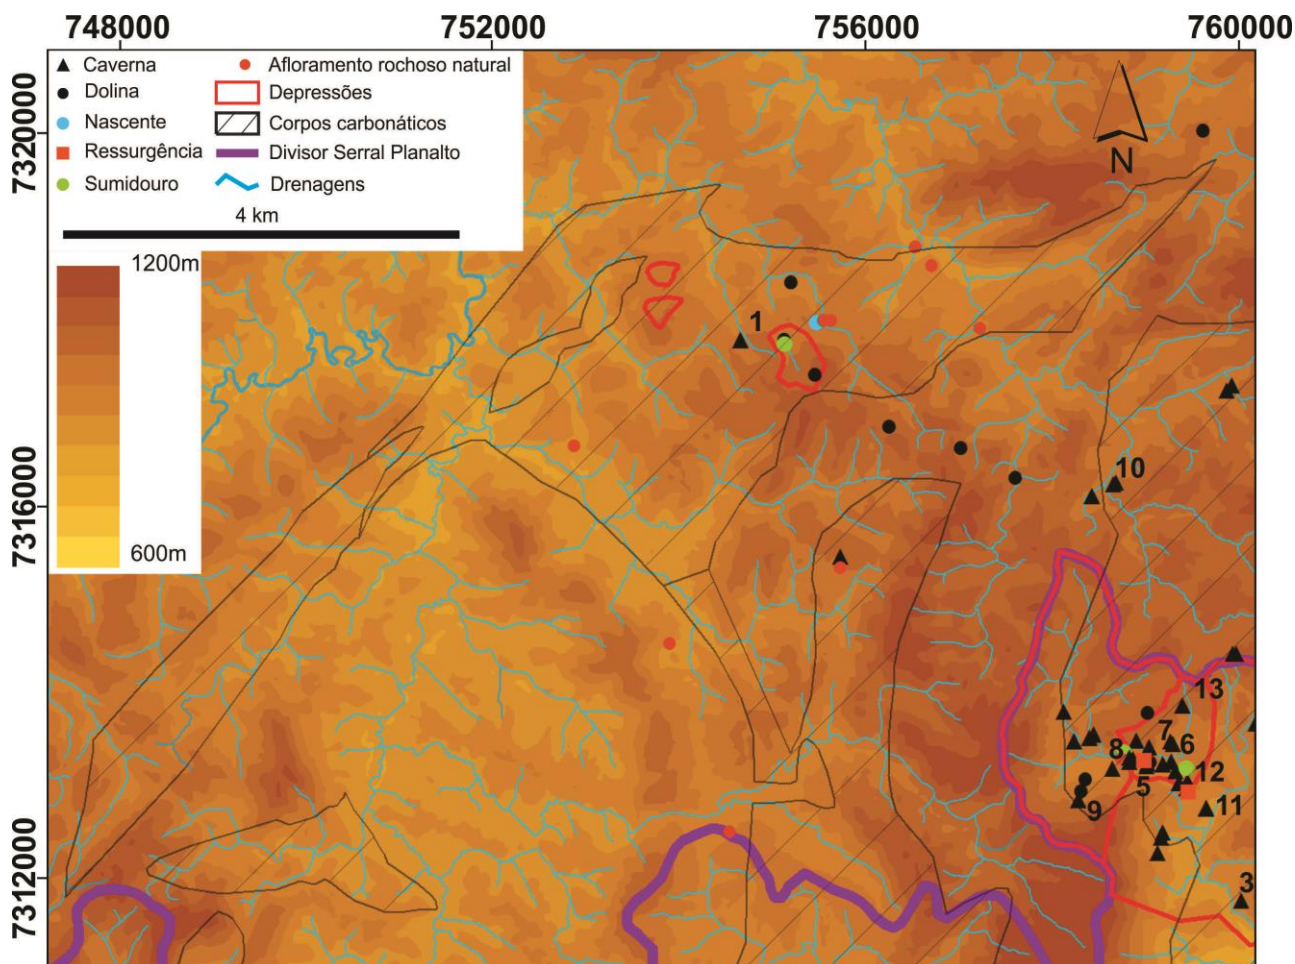 748000 752000 756000 760000
7320000
7316000
7312000
Caverna
Dolina
Nascente
Ressurgência
Sumidouro
Afloramento rochoso natural
Depressões
Corpos carbonáticos
Divisor Serral Planalto
Drenagens
4 km
1200m
600m
N
1
10
13
7
8
6
5
12
9
11
3